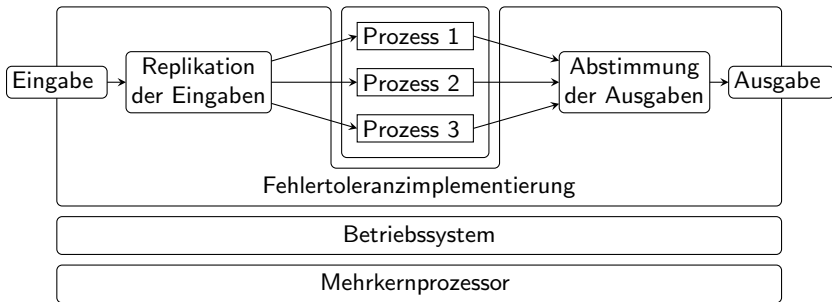 Eingabe
Replikation
der Eingaben
Prozess 1
Prozess 2
Prozess 3
Abstimmung
der Ausgaben
Ausgabe
Fehlertoleranzimplementierung
Betriebssystem
Mehrkernprozessor